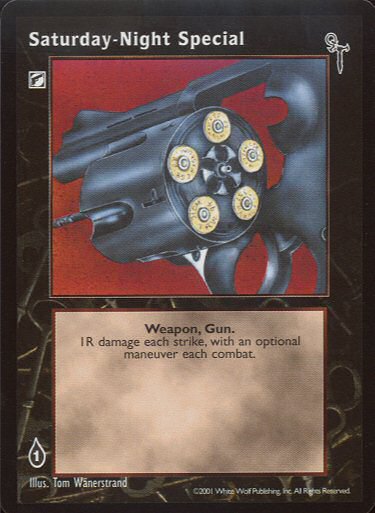 Saturday-Night Special
Weapon, Gun.
1R damage each strike, with an optional
maneuver each combat.
1
Illus. Tom Wänerstrand
©2001 White Wolf Publishing, Inc. All Rights Reserved.